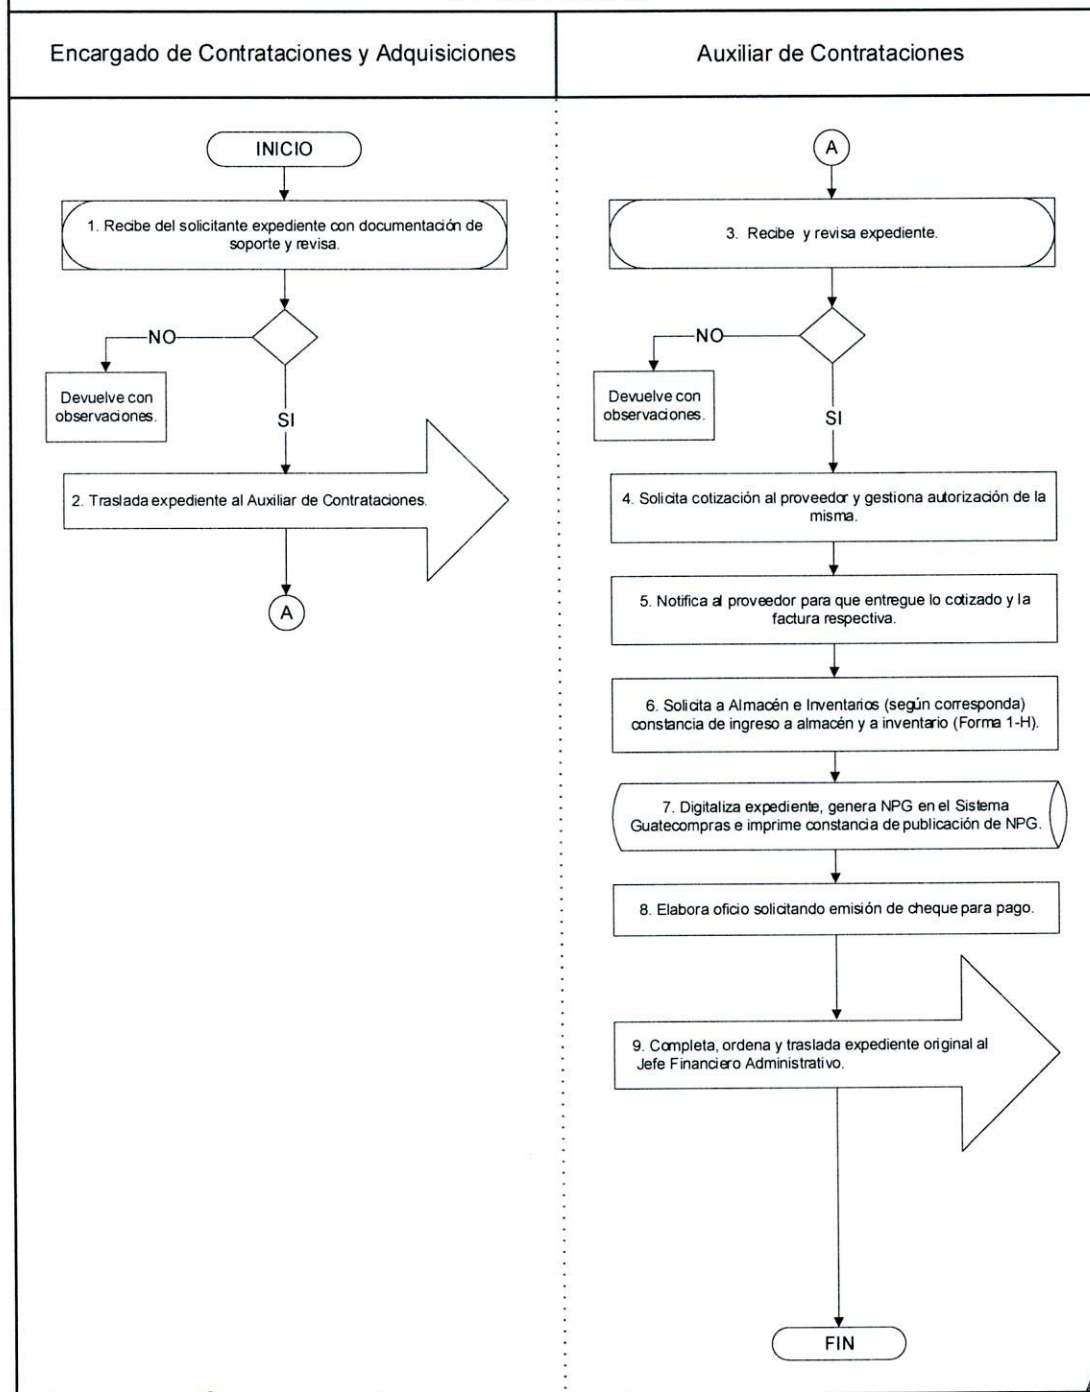 Encargado de Contrataciones y Adquisiciones
Auxiliar de Contrataciones
INICIO
1. Recibe del solicitante expediente con documentación de
soporte y revisa.
NO
Devuelve con
observaciones.
SI
2. Traslada expediente al Auxiliar de Contrataciones.
A
A
3. Recibe y revisa expediente.
NO
Devuelve con
observaciones.
SI
4. Solicita cotización al proveedor y gestiona autorización de la
misma.
5. Notifica al proveedor para que entregue lo cotizado y la
factura respectiva.
6. Solicita a Almacén e Inventarios (según corresponda)
constancia de ingreso a almacén y a inventario (Forma 1-H).
7. Digitaliza expediente, genera NPG en el Sistema
Guatecompras e imprime constancia de publicación de NPG.
8. Elabora oficio solicitando emisión de cheque para pago.
9. Completa, ordena y traslada expediente original al
Jefe Financiero Administrativo.
FIN